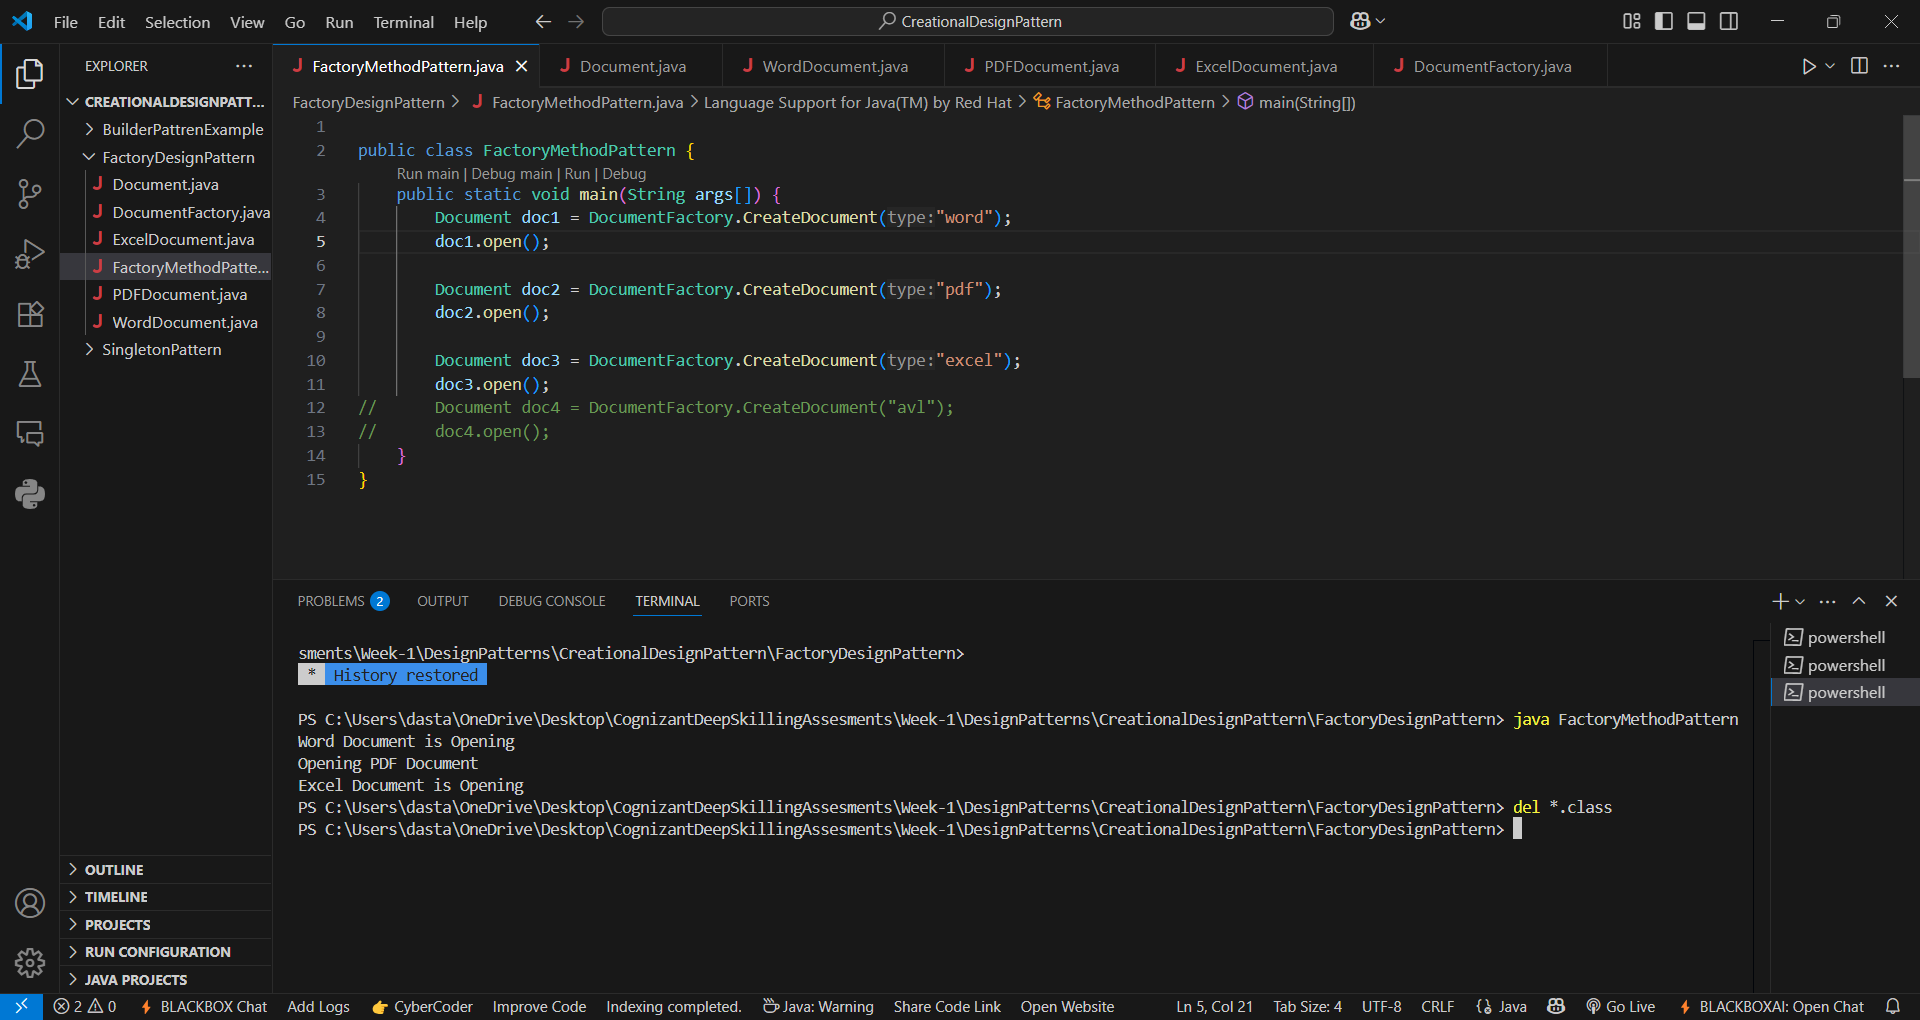 File Edit Selection View Go Run Terminal Help CreationalDesignPattern
EXPLORER
CREATIONALDESIGNPATT...
BuilderPattrenExample
FactoryDesignPattern
Document.java
DocumentFactory.java
ExcelDocument.java
FactoryMethodPatte...
PDFDocument.java
WordDocument.java
SingletonPattern
OUTLINE
TIMELINE
PROJECTS
RUN CONFIGURATION
JAVA PROJECTS
FactoryMethodPattern.java Document.java WordDocument.java PDFDocument.java ExcelDocument.java DocumentFactory.java
FactoryDesignPattern > FactoryMethodPattern.java > Language Support for Java(TM) by Red Hat > FactoryMethodPattern > main(String[])
1
2 public class FactoryMethodPattern {
Run main | Debug main | Run | Debug
3 public static void main(String args[]) {
4 Document doc1 = DocumentFactory.CreateDocument(type:"word");
5 doc1.open();
6
7 Document doc2 = DocumentFactory.CreateDocument(type:"pdf");
8 doc2.open();
9
10 Document doc3 = DocumentFactory.CreateDocument(type:"excel");
11 doc3.open();
12 // Document doc4 = DocumentFactory.CreateDocument("avl");
13 // doc4.open();
14 }
15 }
PROBLEMS 2 OUTPUT DEBUG CONSOLE TERMINAL PORTS
sments\Week-1\DesignPatterns\CreationalDesignPattern\FactoryDesignPattern>
* History restored
PS C:\Users\dasta\OneDrive\Desktop\CognizantDeepSkillingAssesments\Week-1\DesignPatterns\CreationalDesignPattern\FactoryDesignPattern> java FactoryMethodPattern
Word Document is Opening
Opening PDF Document
Excel Document is Opening
PS C:\Users\dasta\OneDrive\Desktop\CognizantDeepSkillingAssesments\Week-1\DesignPatterns\CreationalDesignPattern\FactoryDesignPattern> del *.class
PS C:\Users\dasta\OneDrive\Desktop\CognizantDeepSkillingAssesments\Week-1\DesignPatterns\CreationalDesignPattern\FactoryDesignPattern>
powershell
powershell
powershell
2 0 BLACKBOX Chat Add Logs CyberCoder Improve Code Indexing completed. Java: Warning Share Code Link Open Website Ln 5, Col 21 Tab Size: 4 UTF-8 CRLF Java Go Live BLACKBOXAI: Open Chat